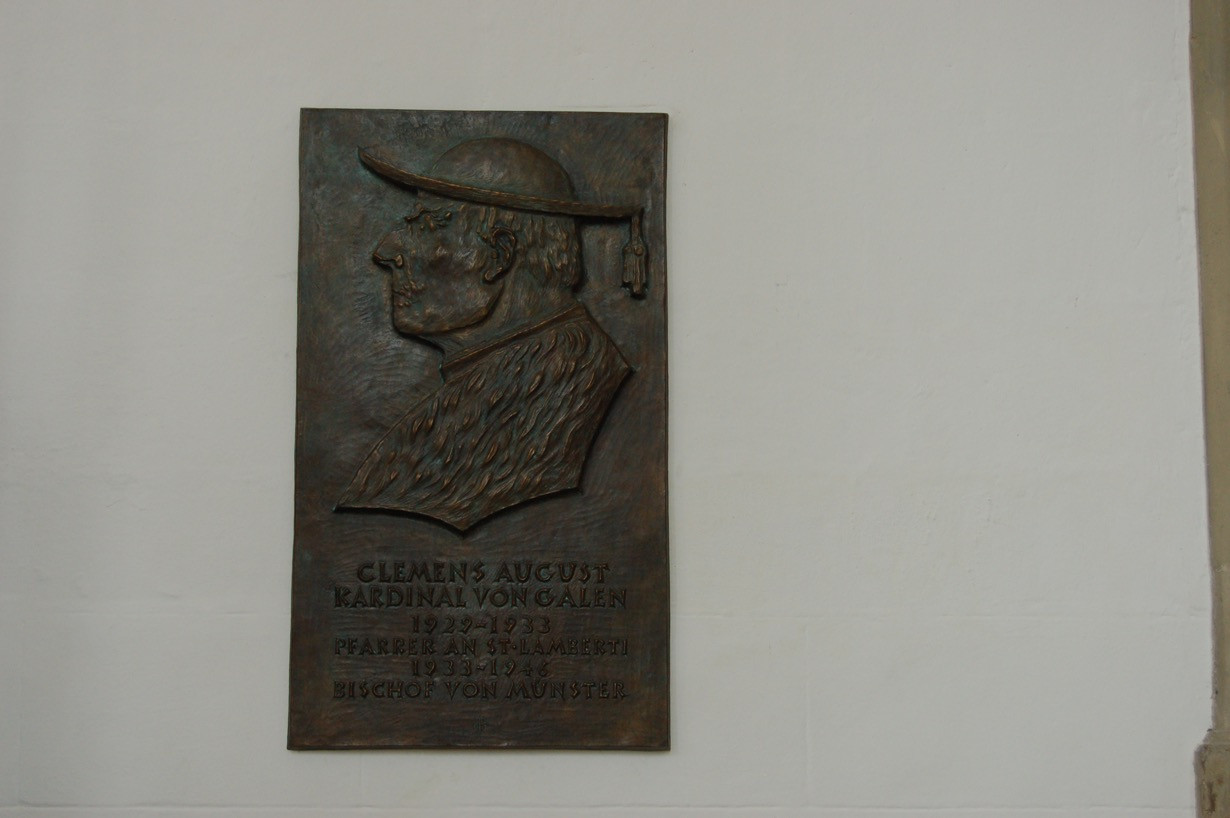 CLEMENS AUGUST
KARDINAL VON GALEN
1929-1933
PFARRER AN ST·LAMBERTI
1933-1946
BISCHOF VON MÜNSTER